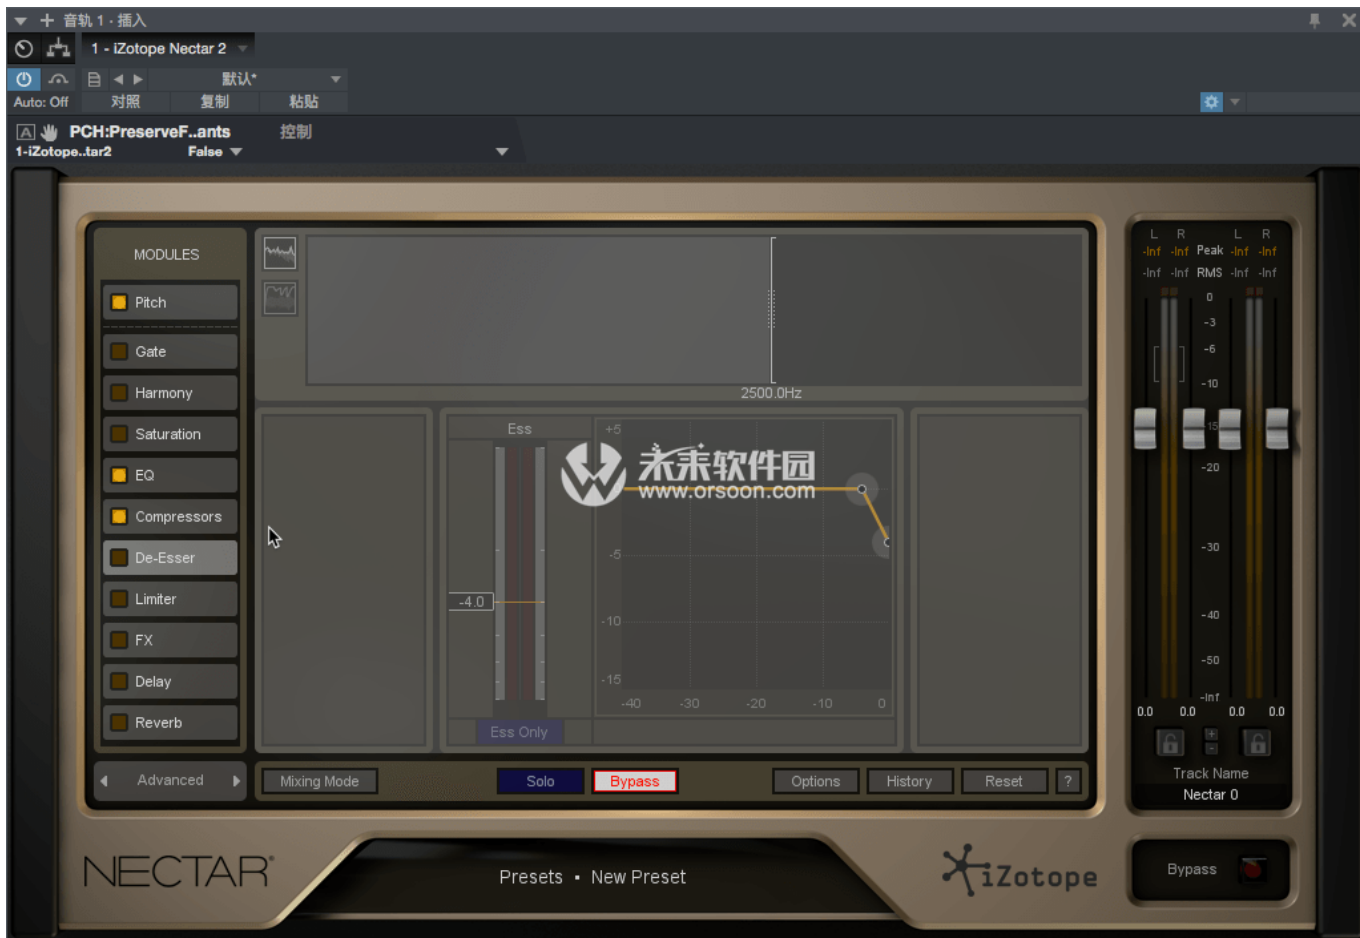 音轨 1 - 插入
1 - iZotope Nectar 2
默认*
Auto: Off 对照 复制 粘贴
A PCH:PreserveF..ants 控制
1-iZotope..tar2 False
MODULES
Pitch
Gate
Harmony
Saturation
EQ
Compressors
De-Esser
Limiter
FX
Delay
Reverb
Advanced
2500.0Hz
Ess
-4.0
Ess Only
+5
-5
-10
-15
-40 -30 -20 -10 0
未来软件园
www.orsoon.com
Mixing Mode
Solo
Bypass
Options
History
Reset
?
L R L R
-Inf -Inf Peak -Inf -Inf
-Inf -Inf RMS -Inf -Inf
0
-3
-6
-10
-15
-20
-30
-40
-50
-Inf
0.0 0.0 0.0 0.0
+
-
Track Name
Nectar 0
NECTAR®
Presets • New Preset
iZotope
Bypass